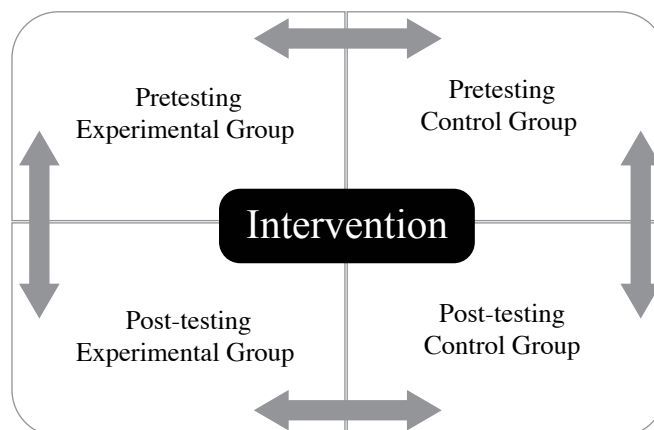 Pretesting
Experimental Group
Pretesting
Control Group
Intervention
Post-testing
Experimental Group
Post-testing
Control Group